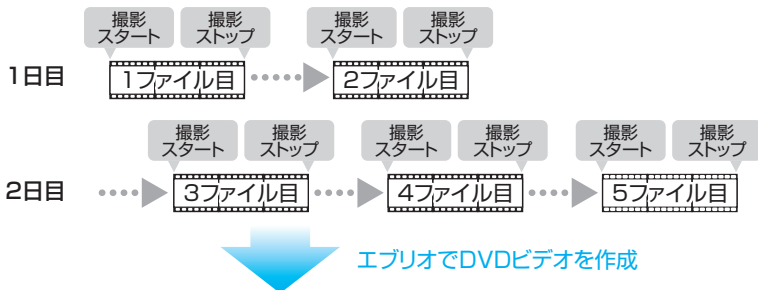 撮影
スタート
撮影
ストップ
撮影
スタート
撮影
ストップ
1日目
1ファイル目
2ファイル目
撮影
スタート
撮影
ストップ
撮影
スタート
撮影
ストップ
撮影
スタート
撮影
ストップ
2日目
3ファイル目
4ファイル目
5ファイル目
エブリオでDVDビデオを作成